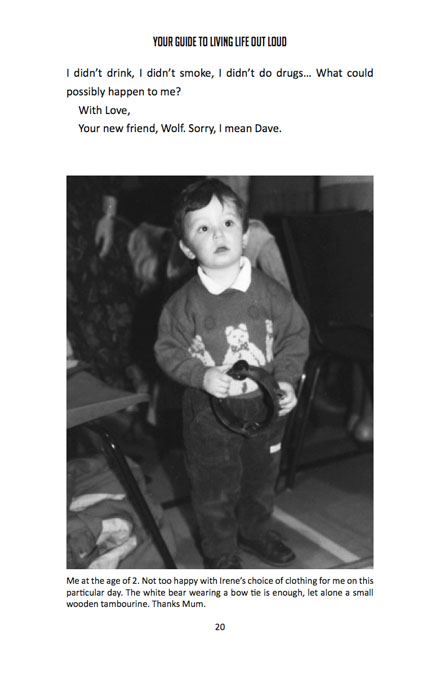 YOUR GUIDE TO LIVING LIFE OUT LOUD
I didn't drink, I didn't smoke, I didn't do drugs... What could
possibly happen to me?
With Love,
Your new friend, Wolf. Sorry, I mean Dave.
Me at the age of 2. Not too happy with Irene's choice of clothing for me on this
particular day. The white bear wearing a bow tie is enough, let alone a small
wooden tambourine. Thanks Mum.
20